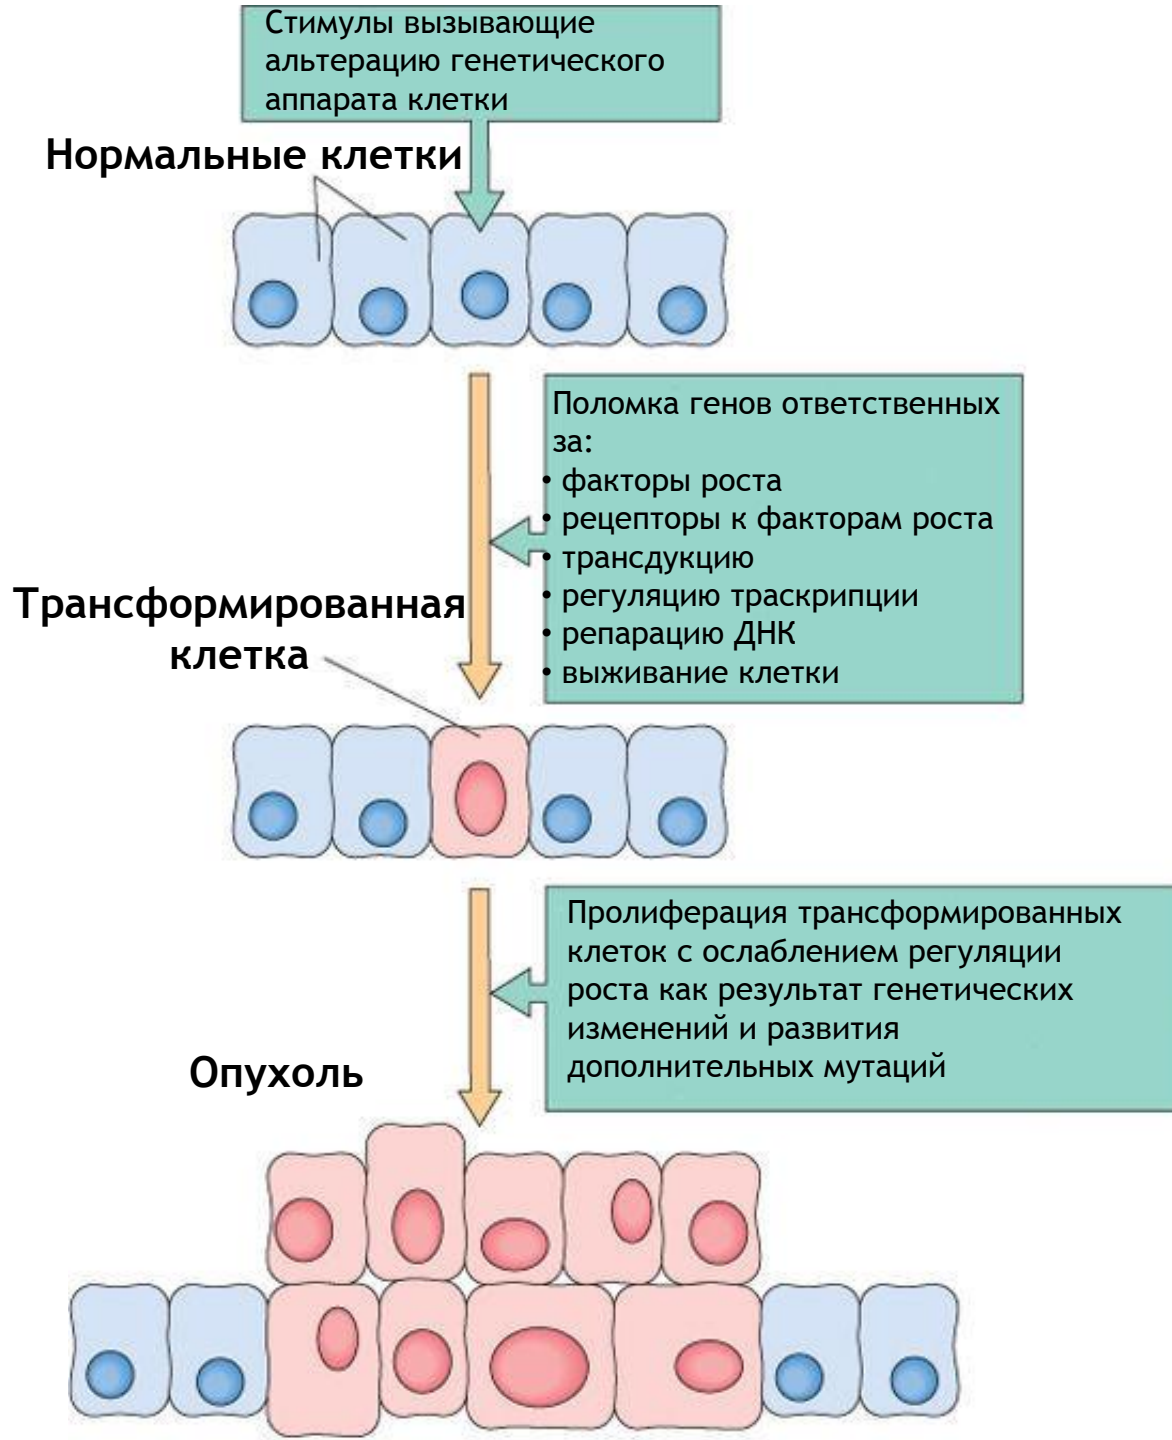 Стимулы вызывающие
альтерацию генетического
аппарата клетки
Нормальные клетки
Поломка генов ответственных
за:
• факторы роста
• рецепторы к факторам роста
• трансдукцию
• регуляцию траскрипции
• репарацию ДНК
• выживание клетки
Трансформированная
клетка
Пролиферация трансформированных
клеток с ослаблением регуляции
роста как результат генетических
изменений и развития
дополнительных мутаций
Опухоль